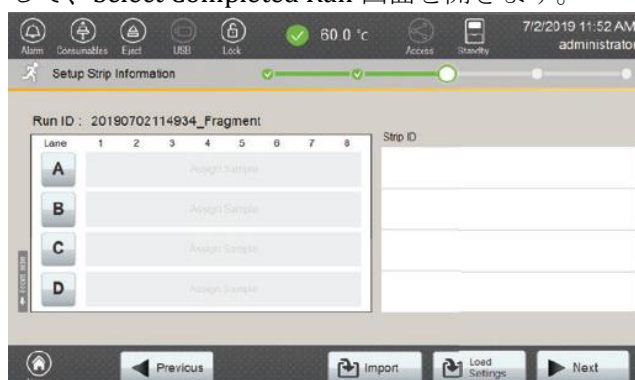 して、Select Completed Run 画面を開きます。
Alarm Consumables Eject USB Lock 60.0 °c Access Standby 7/2/2019 11:52 AM
administrator
Setup Strip Information
Run ID : 20190702114934_Fragment
Lane 1 2 3 4 5 6 7 8 Strip ID
A Assign Sample
B Assign Sample
C Assign Sample
D Assign Sample
Previous Import Load Settings Next